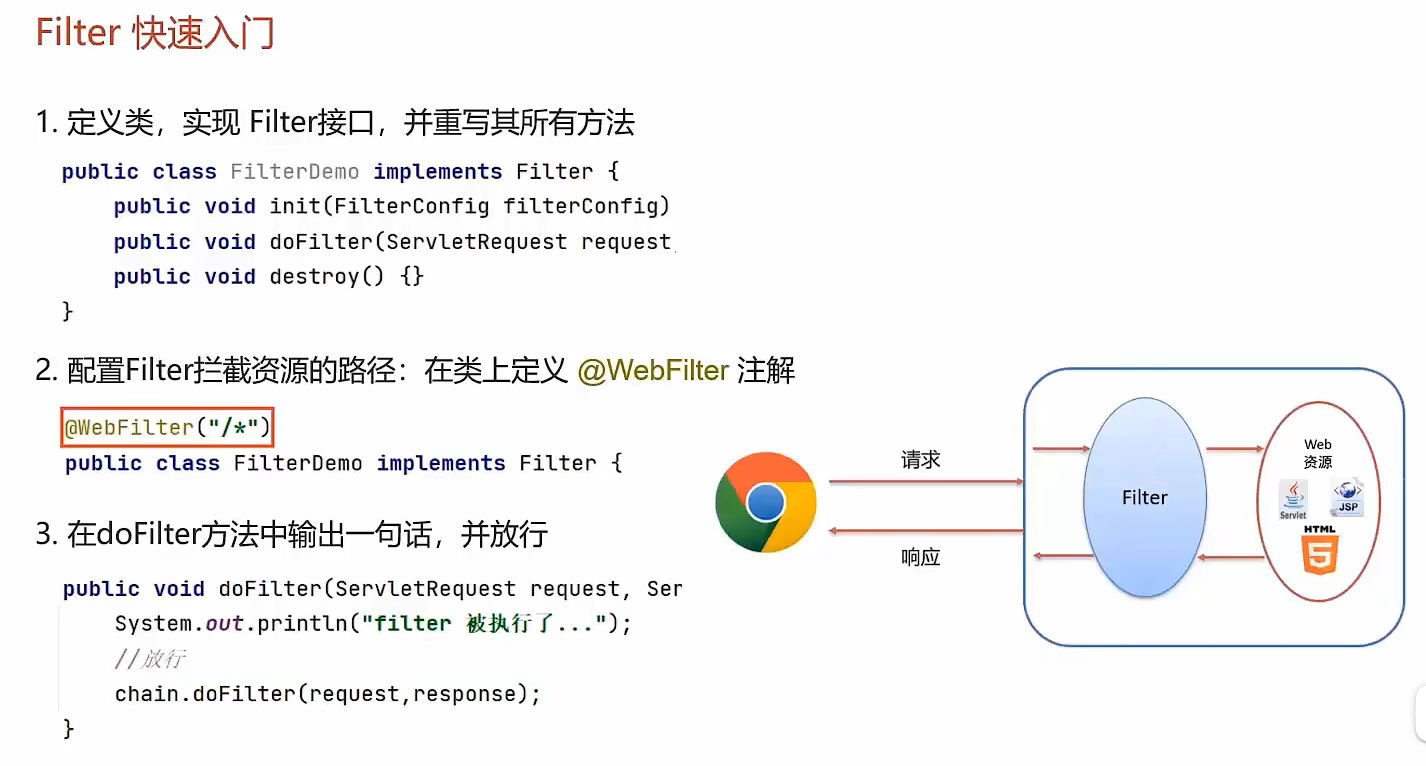 Filter 快速入门
1. 定义类，实现 Filter接口，并重写其所有方法
public class FilterDemo implements Filter {
public void init(FilterConfig filterConfig)
public void doFilter(ServletRequest request
public void destroy() {}
}
2. 配置Filter拦截资源的路径：在类上定义 @WebFilter 注解
@WebFilter("/*")
public class FilterDemo implements Filter {
3. 在doFilter方法中输出一句话，并放行
public void doFilter(ServletRequest request, Ser
System.out.println("filter 被执行了...");
//放行
chain.doFilter(request,response);
}
请求
响应
Filter
Web
资源
Servlet
JSP
HTML
5